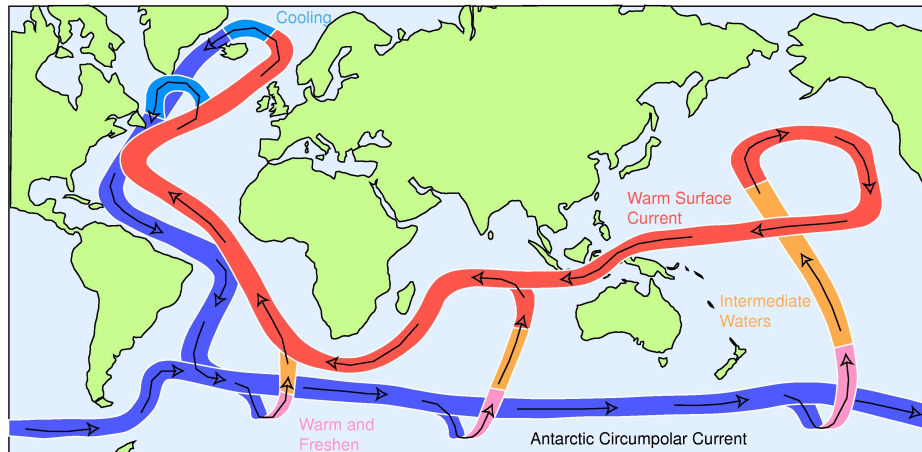 Cooling
Warm Surface
Current
Intermediate
Waters
Warm and
Freshen
Antarctic Circumpolar Current